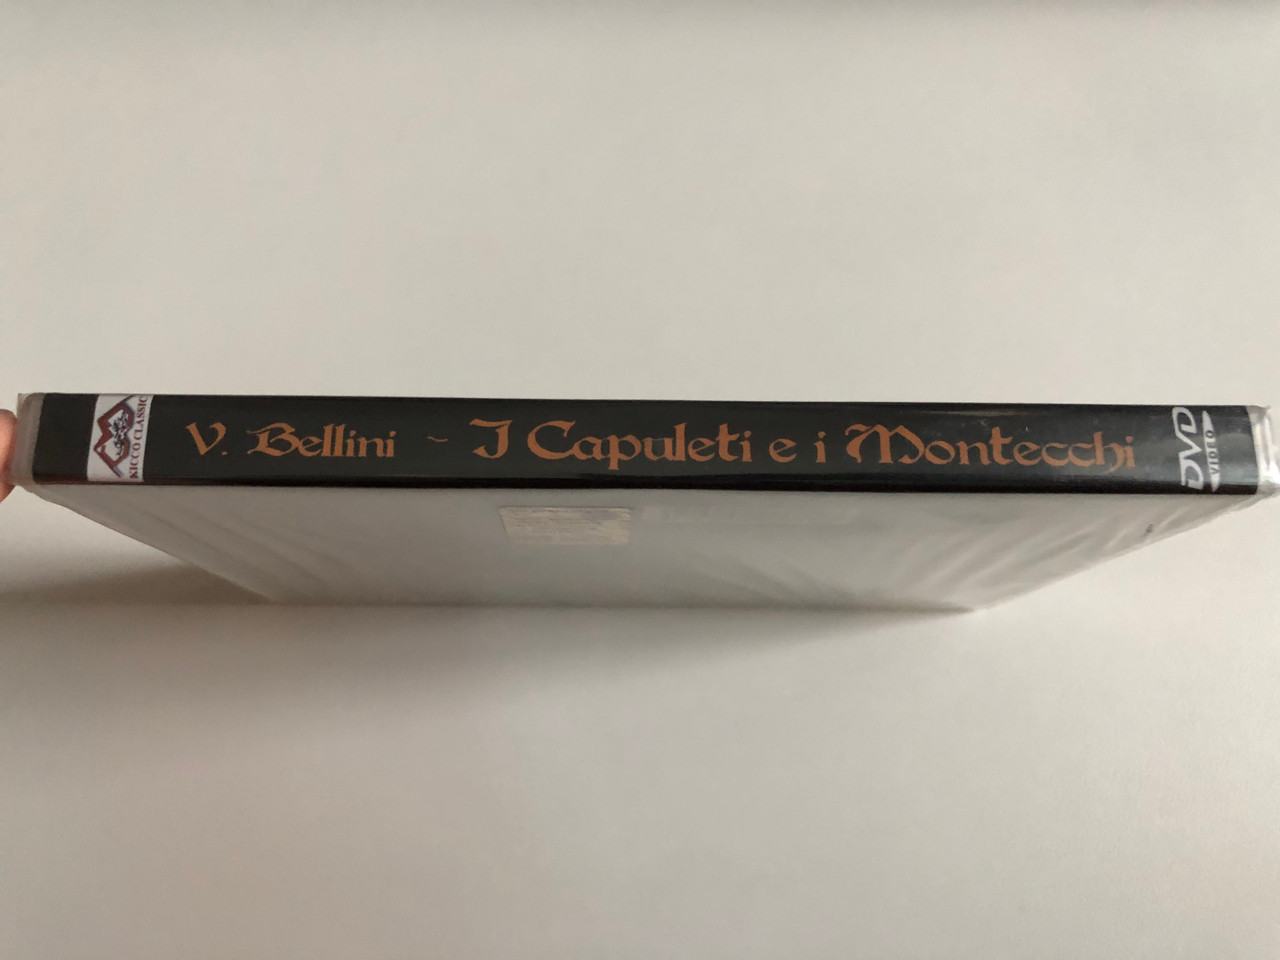 KICCO CLASSIC
V. Bellini ~ I Capuleti e i Montecchi
DVD
VIDEO